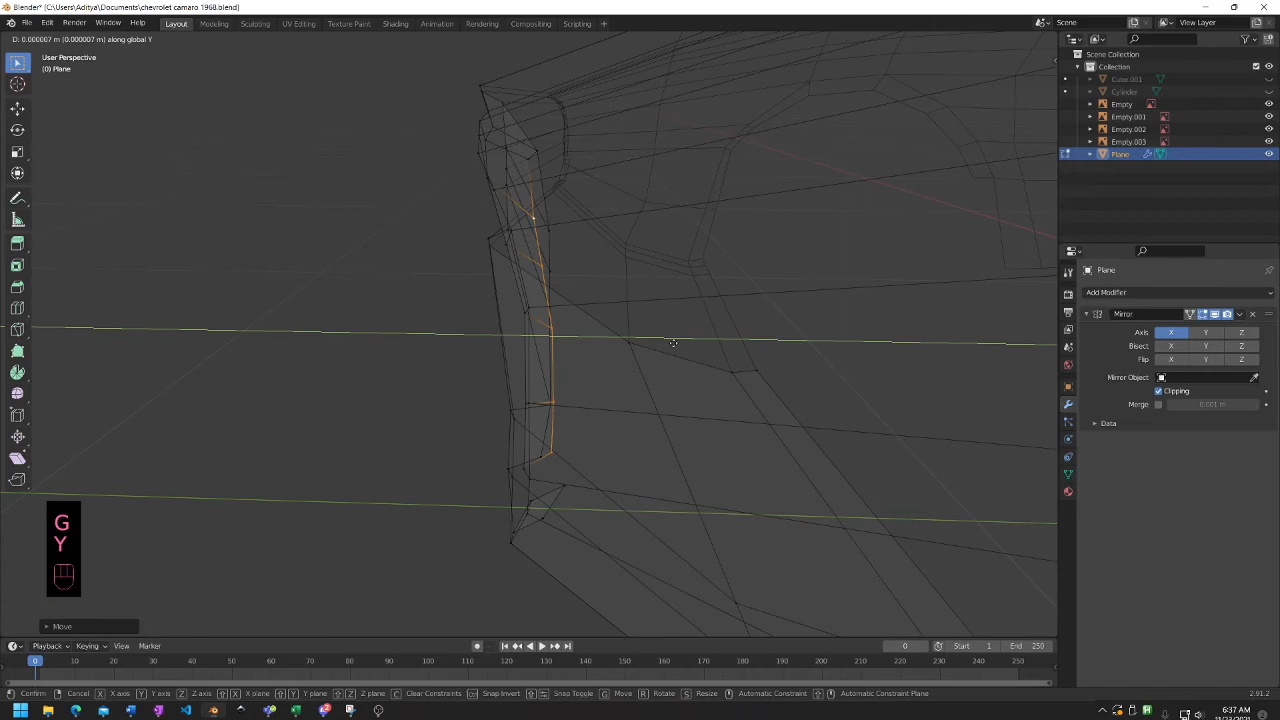 Blender* [C:\Users\Aditya\Documents\chevrolet camaro 1968.blend]
File Edit Render Window Help Layout Modeling Sculpting UV Editing Texture Paint Shading Animation Rendering Compositing Scripting + Scene View Layer
D: 0.000007 m (0.000007 m) along global Y
User Perspective
(0) Plane
Scene Collection
Collection
Cube.001
Cylinder
Empty
Empty.001
Empty.002
Empty.003
Plane
Plane
Add Modifier
Mirror
Axis X Y Z
Bisect X Y Z
Flip X Y Z
Mirror Object
Clipping
Merge 0.001 m
Data
G
Y
Move
Playback Keying View Marker 0 Start 1 End 250
0 10 20 30 40 50 60 70 80 90 100 110 120 130 140 150 160 170 180 190 200 210 220 230 240 250
Confirm Cancel X X axis Y Y axis Z Z axis X X plane Y Y plane Z Z plane C Clear Constraints Snap Invert Snap Toggle G Move R Rotate S Resize Automatic Constraint Automatic Constraint Plane 2.91.2
6:37 AM